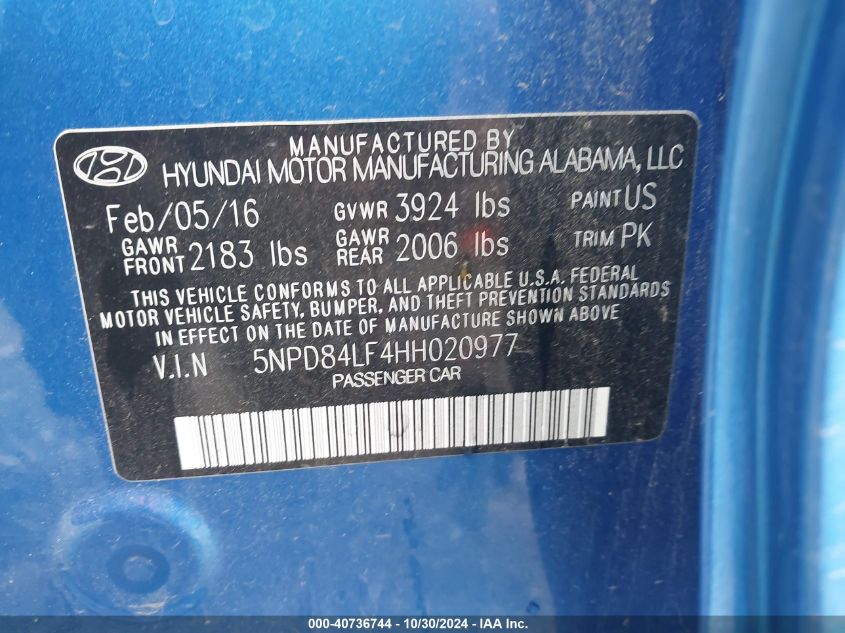 MANUFACTURED BY
HYUNDAI MOTOR MANUFACTURING ALABAMA, LLC
Feb/05/16 GVWR 3924 lbs PAINT US
GAWR FRONT 2183 lbs GAWR REAR 2006 lbs TRIM PK
THIS VEHICLE CONFORMS TO ALL APPLICABLE U.S.A. FEDERAL
MOTOR VEHICLE SAFETY, BUMPER, AND THEFT PREVENTION STANDARDS
IN EFFECT ON THE DATE OF MANUFACTURE SHOWN ABOVE
V.I.N 5NPD84LF4HH020977
PASSENGER CAR
000-40736744 - 10/30/2024 - IAA Inc.